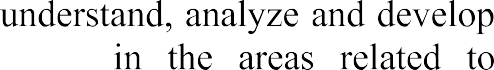 understand, analyze and develop
in the areas related to